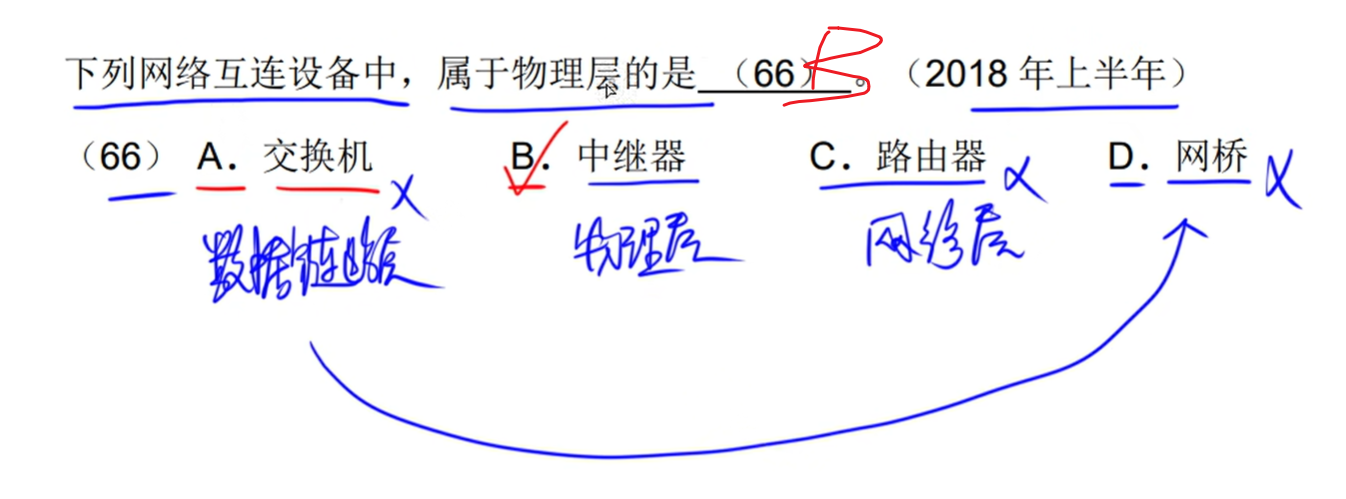 下列网络互连设备中，属于物理层的是（66）B。（2018 年上半年）
（66） A．交换机 B．中继器 C．路由器 D．网桥
数据链路层 物理层 网络层